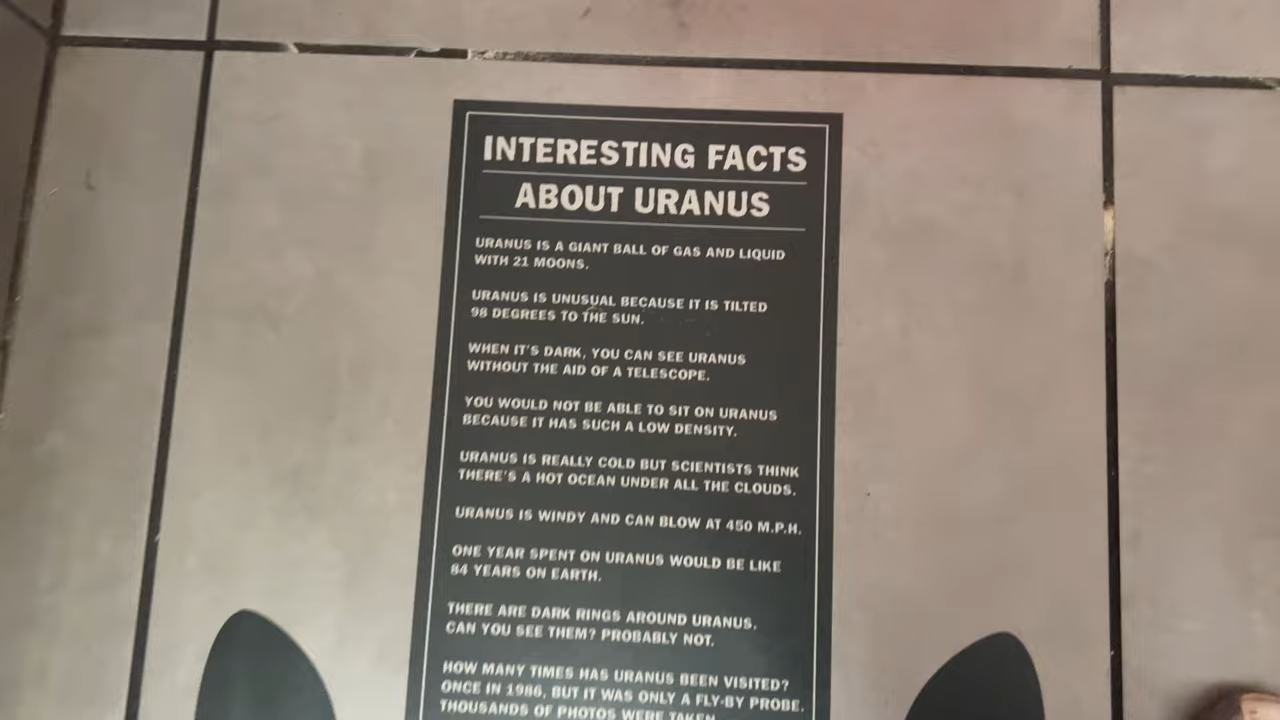 INTERESTING FACTS
ABOUT URANUS
URANUS IS A GIANT BALL OF GAS AND LIQUID
WITH 21 MOONS.
URANUS IS UNUSUAL BECAUSE IT IS TILTED
98 DEGREES TO THE SUN.
WHEN IT'S DARK, YOU CAN SEE URANUS
WITHOUT THE AID OF A TELESCOPE.
YOU WOULD NOT BE ABLE TO SIT ON URANUS
BECAUSE IT HAS SUCH A LOW DENSITY.
URANUS IS REALLY COLD BUT SCIENTISTS THINK
THERE'S A HOT OCEAN UNDER ALL THE CLOUDS.
URANUS IS WINDY AND CAN BLOW AT 450 M.P.H.
ONE YEAR SPENT ON URANUS WOULD BE LIKE
84 YEARS ON EARTH.
THERE ARE DARK RINGS AROUND URANUS.
CAN YOU SEE THEM? PROBABLY NOT.
HOW MANY TIMES HAS URANUS BEEN VISITED?
ONCE IN 1986, BUT IT WAS ONLY A FLY-BY PROBE.
THOUSANDS OF PHOTOS WERE TAKEN